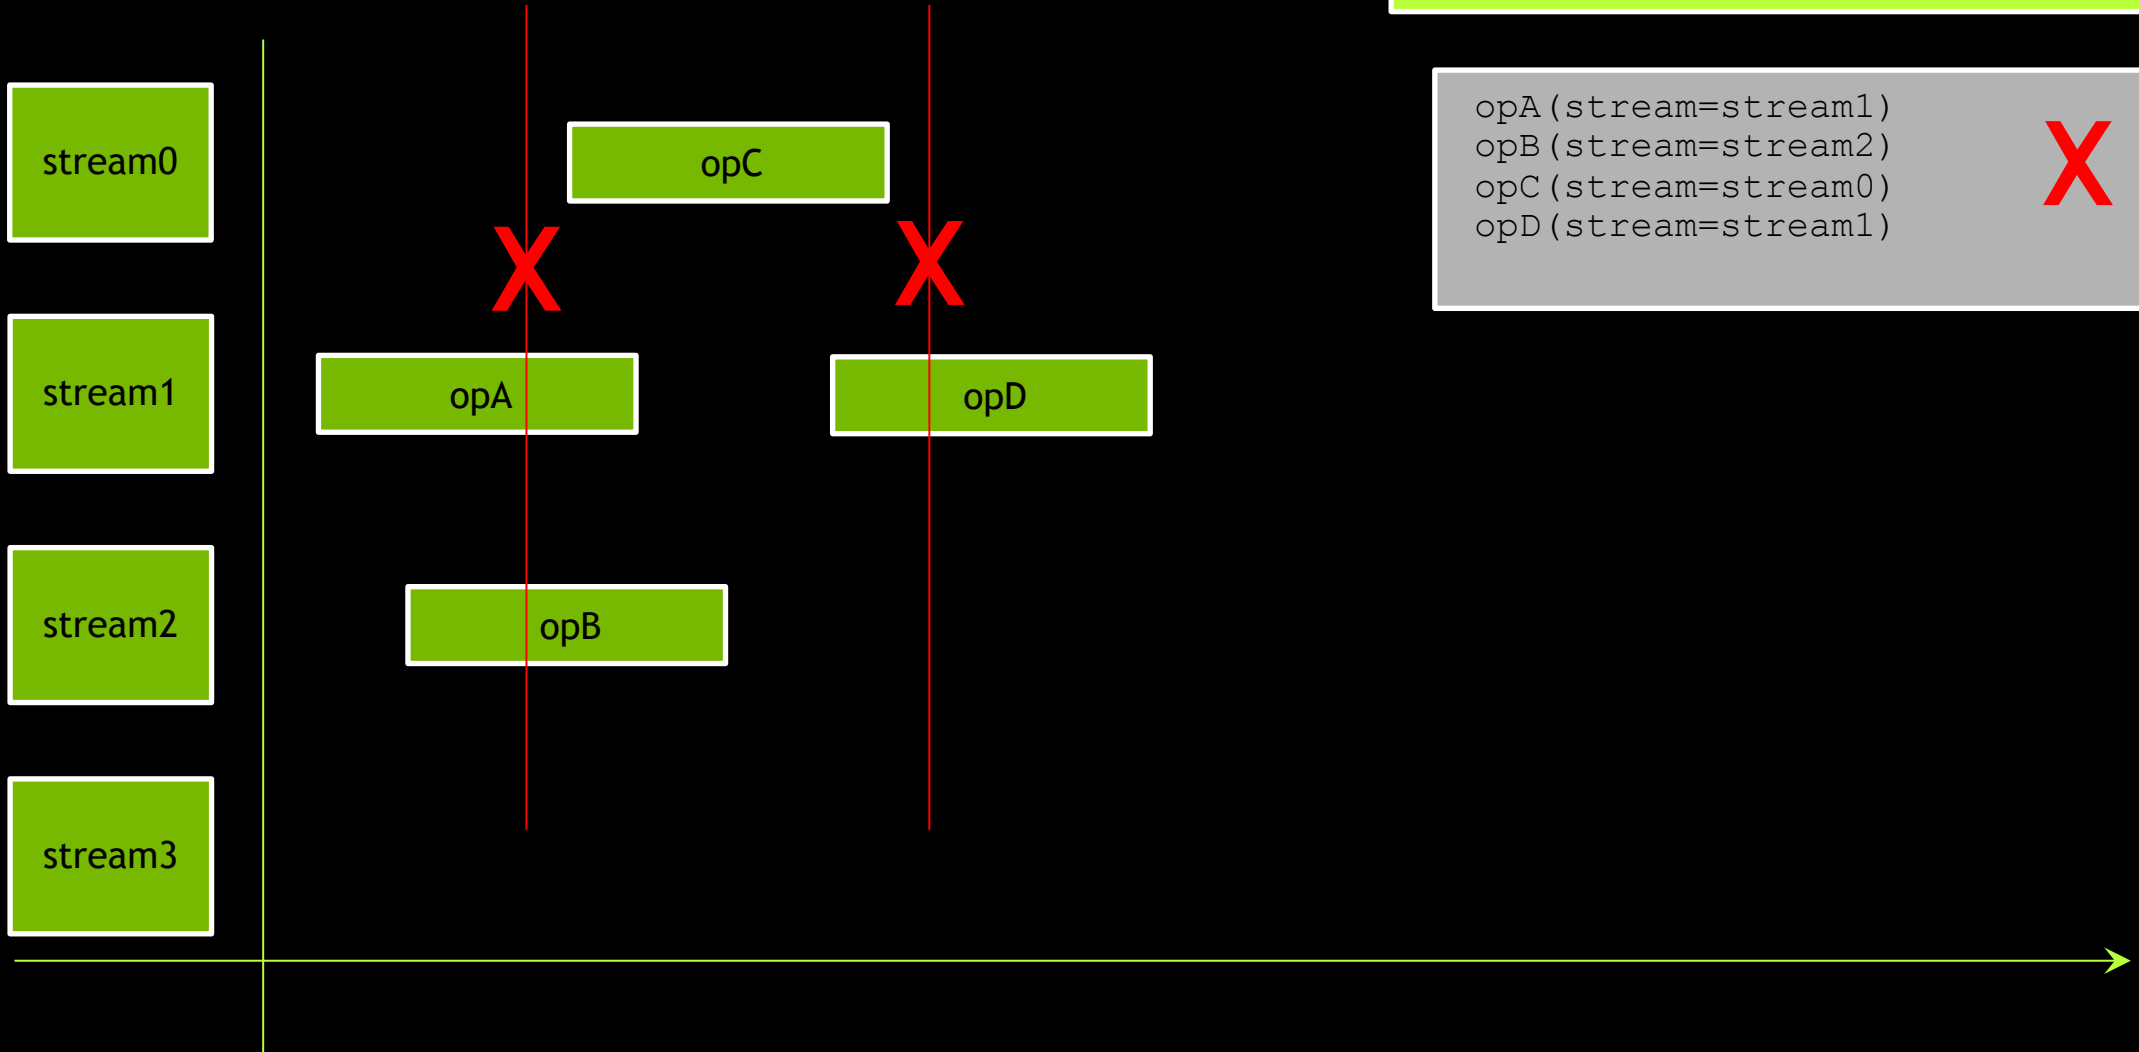 opA(stream=stream1)
opB(stream=stream2)
opC(stream=stream0)
opD(stream=stream1)
X
stream0
opC
X
X
stream1
opA
opD
stream2
opB
stream3